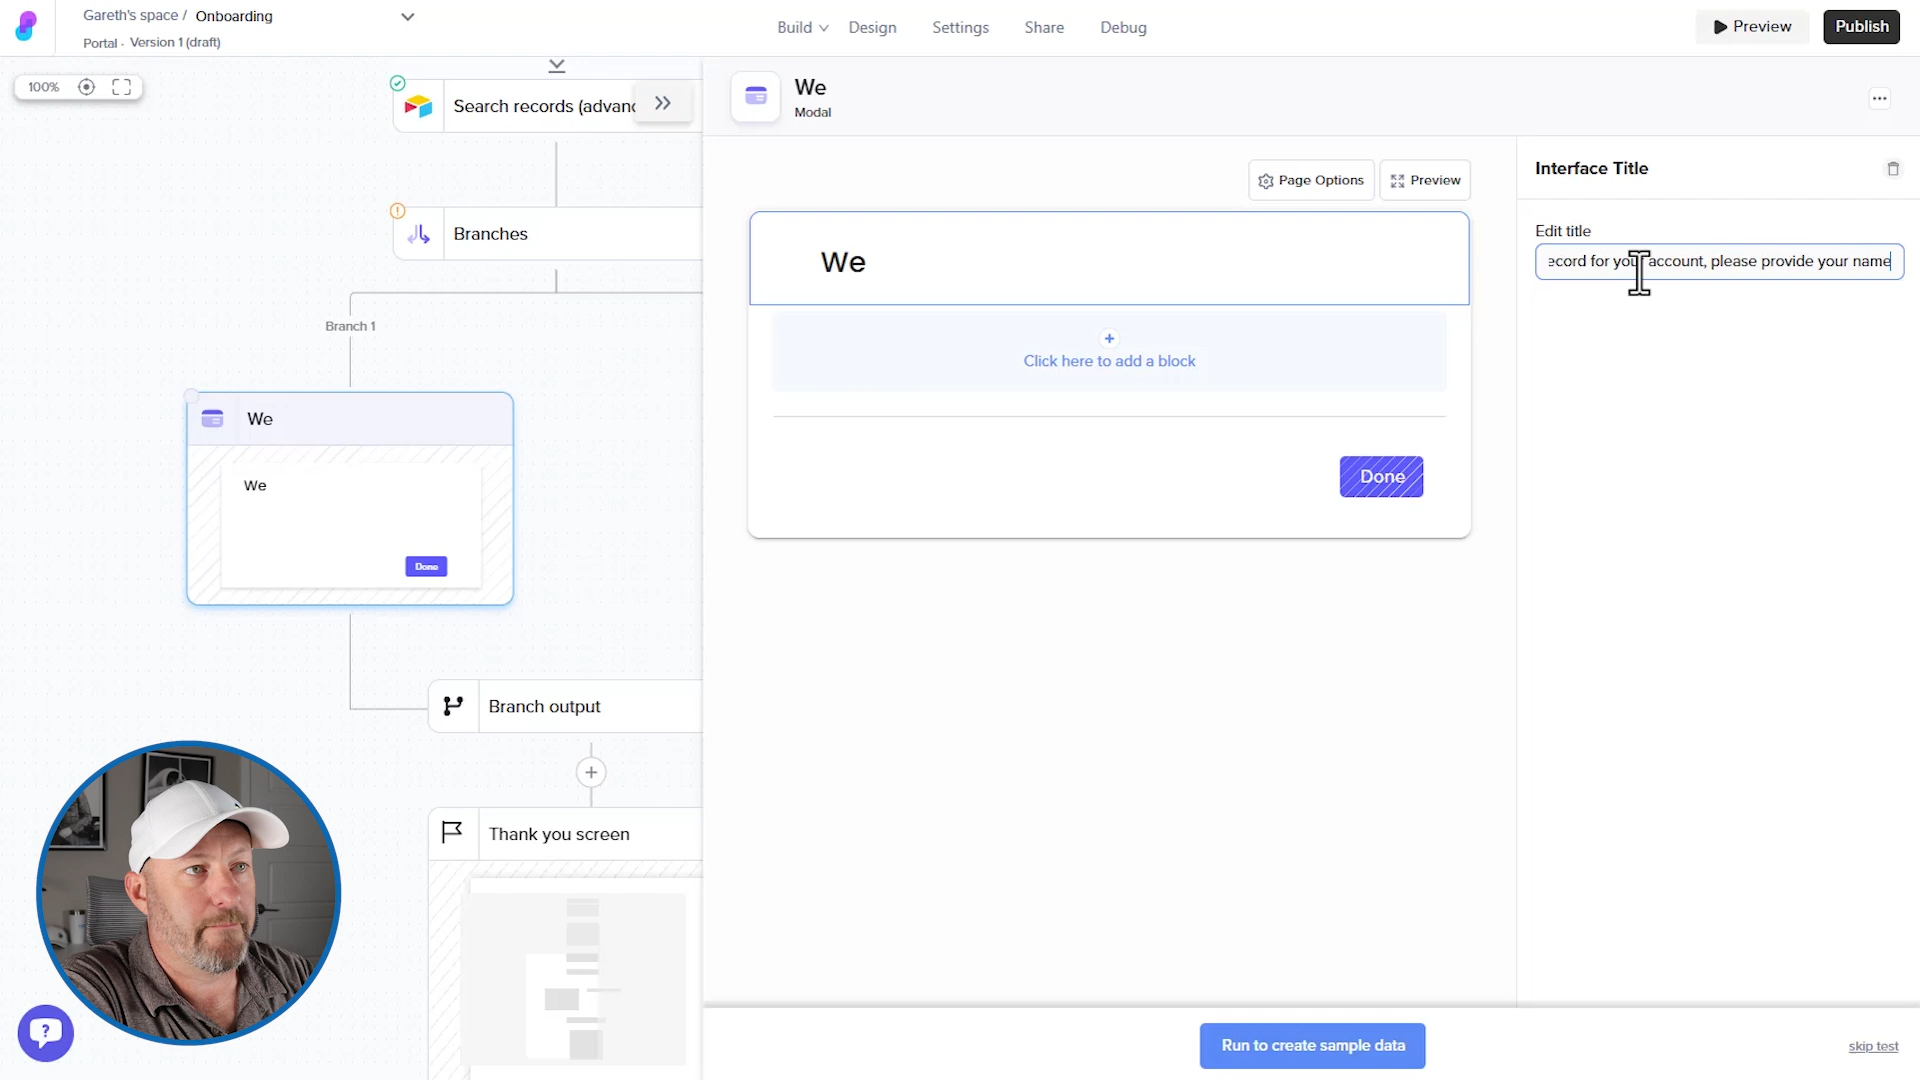 Gareth's space / Onboarding
Portal · Version 1 (draft)
Build Design Settings Share Debug
Preview
Publish
100%
Search records (advanc
Branches
Branch 1
We
We
Done
Branch output
Thank you screen
We
Modal
Page Options
Preview
We
Click here to add a block
Done
Interface Title
Edit title
ecord for your account, please provide your name
Run to create sample data
skip test